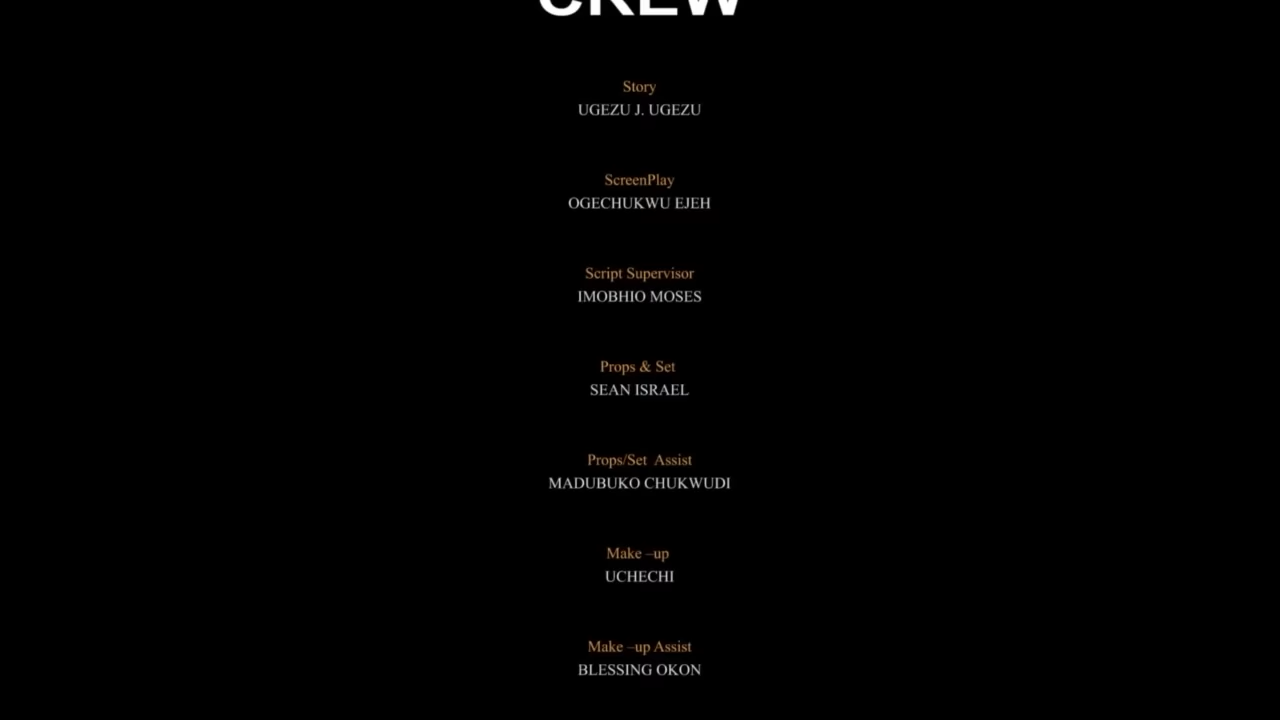 CREW
Story
UGEZU J. UGEZU
ScreenPlay
OGECHUKWU EJEH
Script Supervisor
IMOBHIO MOSES
Props & Set
SEAN ISRAEL
Props/Set  Assist
MADUBUKO CHUKWUDI
Make –up
UCHECHI
Make –up Assist
BLESSING OKON